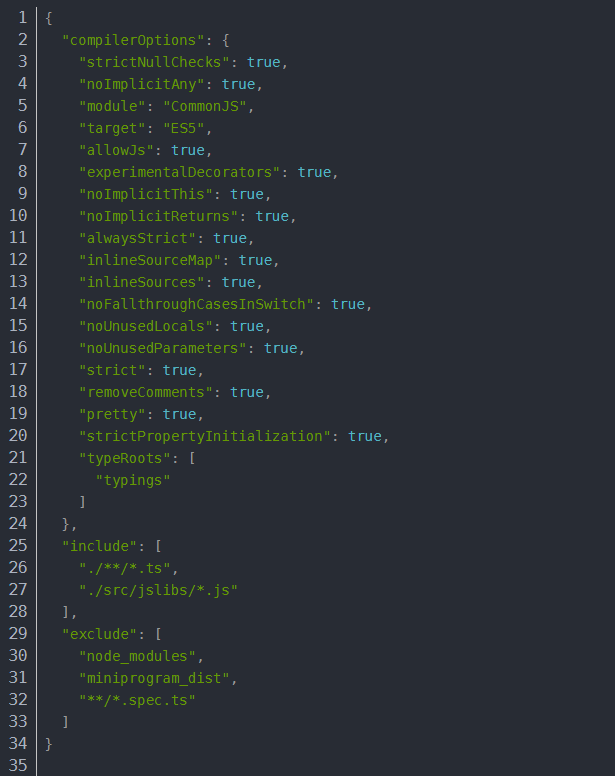 1 {
2   "compilerOptions": {
3     "strictNullChecks": true,
4     "noImplicitAny": true,
5     "module": "CommonJS",
6     "target": "ES5",
7     "allowJs": true,
8     "experimentalDecorators": true,
9     "noImplicitThis": true,
10     "noImplicitReturns": true,
11     "alwaysStrict": true,
12     "inlineSourceMap": true,
13     "inlineSources": true,
14     "noFallthroughCasesInSwitch": true,
15     "noUnusedLocals": true,
16     "noUnusedParameters": true,
17     "strict": true,
18     "removeComments": true,
19     "pretty": true,
20     "strictPropertyInitialization": true,
21     "typeRoots": [
22       "typings"
23     ]
24   },
25   "include": [
26     "./**/*.ts",
27     "./src/jslibs/*.js"
28   ],
29   "exclude": [
30     "node_modules",
31     "miniprogram_dist",
32     "**/*.spec.ts"
33   ]
34 }
35